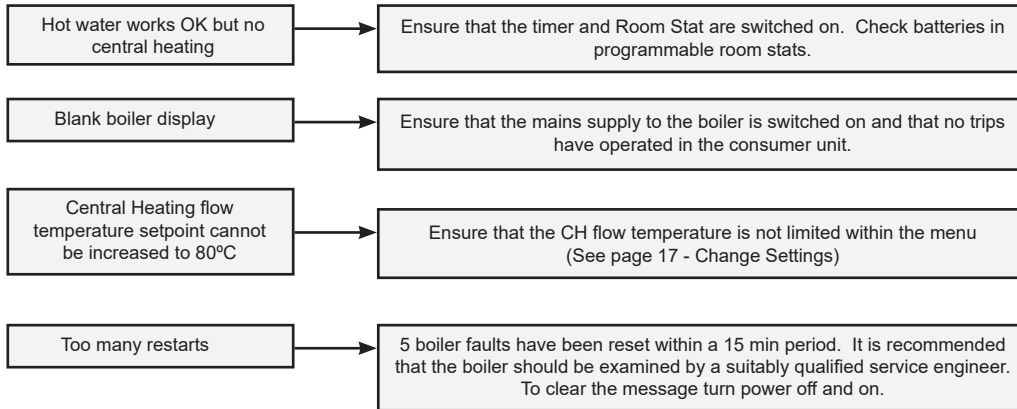 Hot water works OK but no
central heating
Ensure that the timer and Room Stat are switched on.  Check batteries in
programmable room stats.
Blank boiler display
Ensure that the mains supply to the boiler is switched on and that no trips
have operated in the consumer unit.
Central Heating flow
temperature setpoint cannot
be increased to 80ºC
Ensure that the CH flow temperature is not limited within the menu
(See page 17 - Change Settings)
Too many restarts
5 boiler faults have been reset within a 15 min period.  It is recommended
that the boiler should be examined by a suitably qualified service engineer.
To clear the message turn power off and on.